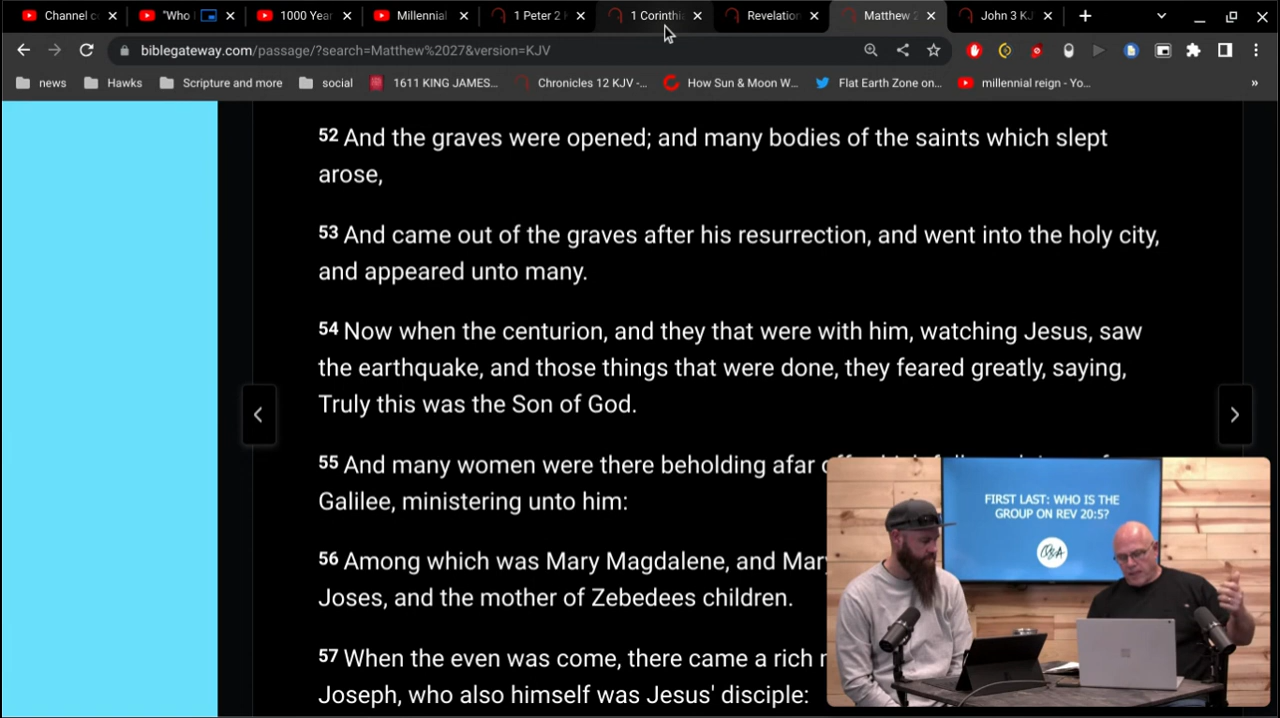 Channel c
"Who
1000 Year
Millennial
1 Peter 2
1 Corinthi
Revelation
Matthew 2
John 3 KJ
biblegateway.com/passage/?search=Matthew%2027&version=KJV
news
Hawks
Scripture and more
social
1611 KING JAMES...
Chronicles 12 KJV -...
How Sun & Moon W...
Flat Earth Zone on...
millennial reign - Yo...
52 And the graves were opened; and many bodies of the saints which slept
arose,
53 And came out of the graves after his resurrection, and went into the holy city,
and appeared unto many.
54 Now when the centurion, and they that were with him, watching Jesus, saw
the earthquake, and those things that were done, they feared greatly, saying,
Truly this was the Son of God.
55 And many women were there beholding afar
Galilee, ministering unto him:
56 Among which was Mary Magdalene, and Mary
Joses, and the mother of Zebedees children.
57 When the even was come, there came a rich
Joseph, who also himself was Jesus' disciple:
FIRST LAST: WHO IS THE
GROUP ON REV 20:5?
Q&A